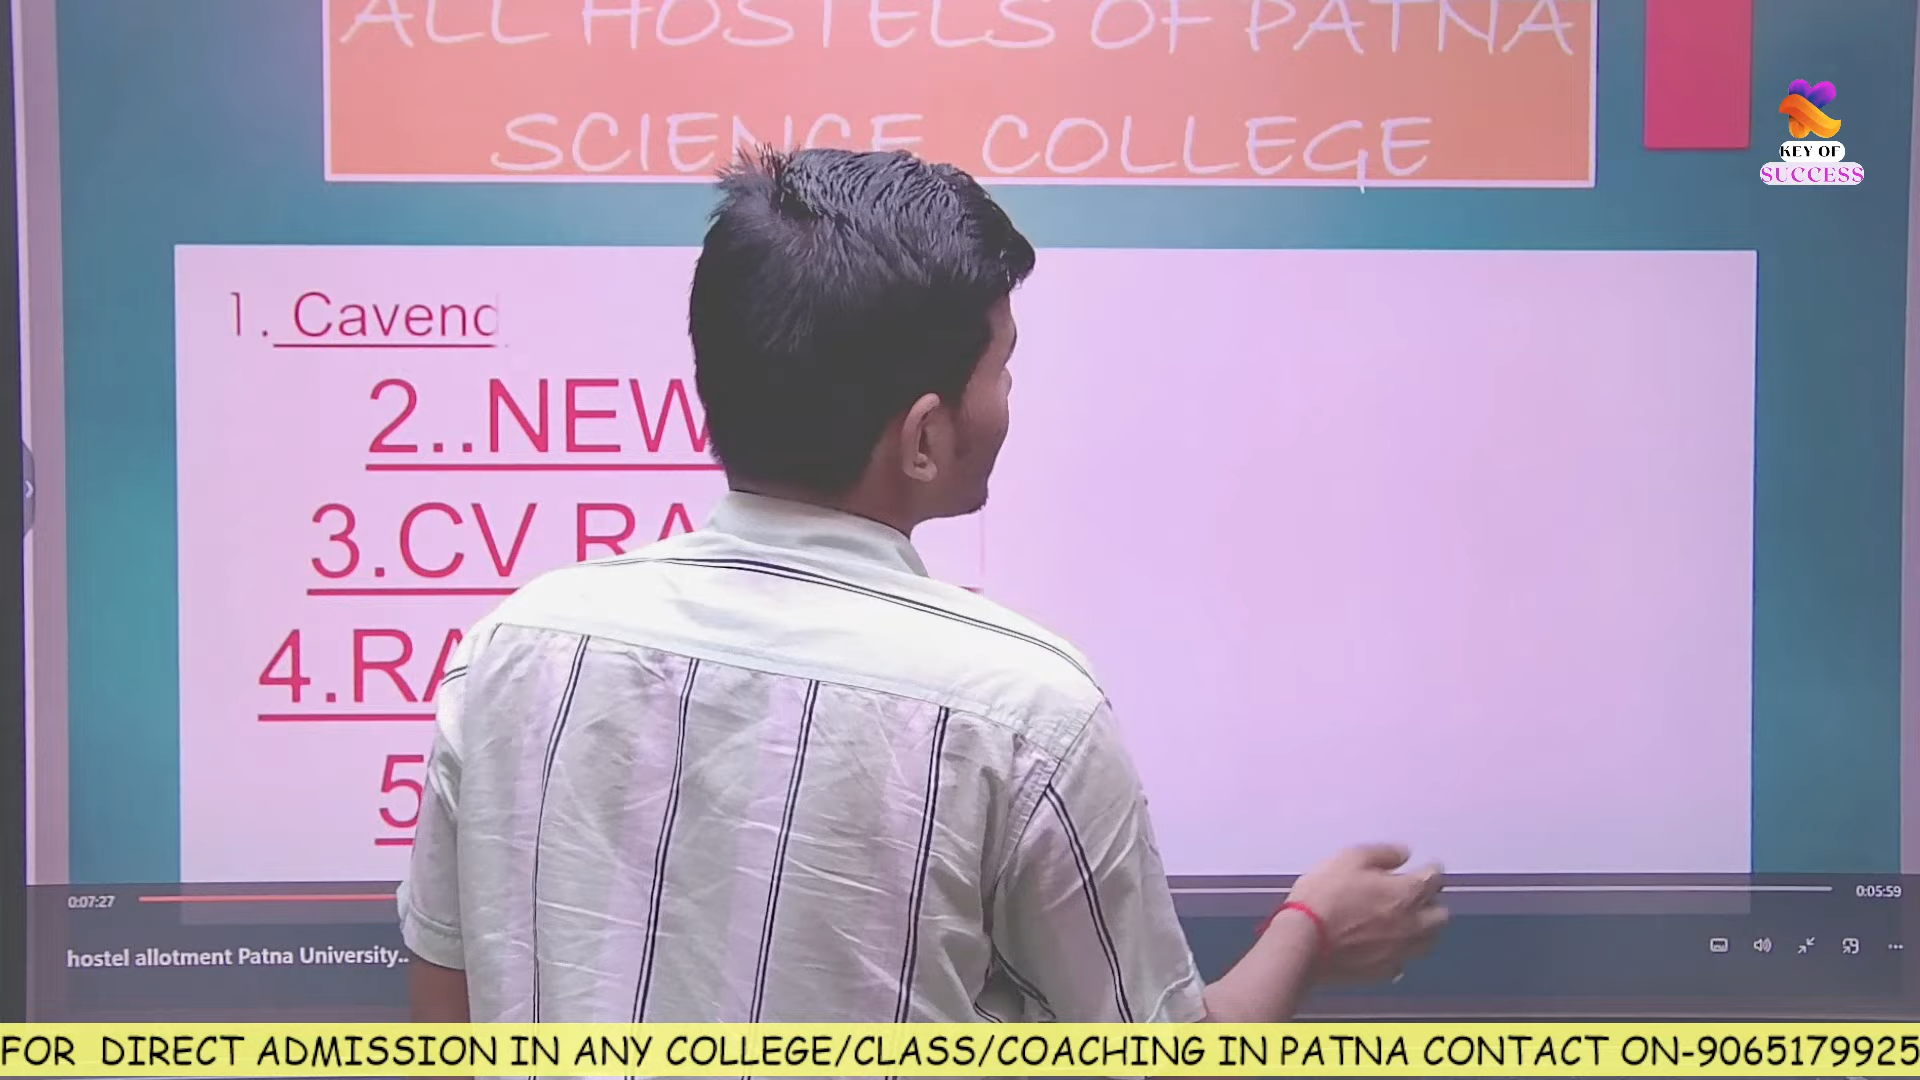 ALL HOSTELS OF PATNA
SCIENCE COLLEGE
KEY OF
SUCCESS
1. Cavend
2..NEW
3.CV RA
4.RA
5
0:07:27
0:05:59
hostel allotment Patna University..
FOR DIRECT ADMISSION IN ANY COLLEGE/CLASS/COACHING IN PATNA CONTACT ON-9065179925